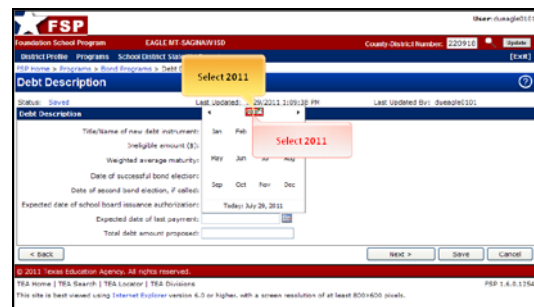 User: dueagle0101
FSP
Foundation School Program EAGLE MT-SAGINAW ISD County-District Number: 220918 Update
District Profile Programs School District State [Exit]
FSP Home > Programs > Bond Programs > Debt
Debt Description
Select 2011
Status: Saved Last Updated: 29/2011 1:09:38 PM Last Updated By: dueagle0101
Debt Description
Title/Name of new debt instrument: Jan Feb
Select 2011
Ineligible amount ($):
Weighted average maturity: May Jun Jul Aug
Date of successful bond election:
Sep Oct Nov Dec
Date of second bond election, if called:
Expected date of school board issuance authorization: Today: July 29, 2011
Expected date of last payment:
Total debt amount proposed:
< Back Next > Save Cancel
© 2011 Texas Education Agency. All rights reserved.
TEA Home | TEA Search | TEA Locator | TEA Divisions FSP 1.6.0.1254
This site is best viewed using Internet Explorer version 6.0 or higher, with a screen resolution of at least 800x600 pixels.